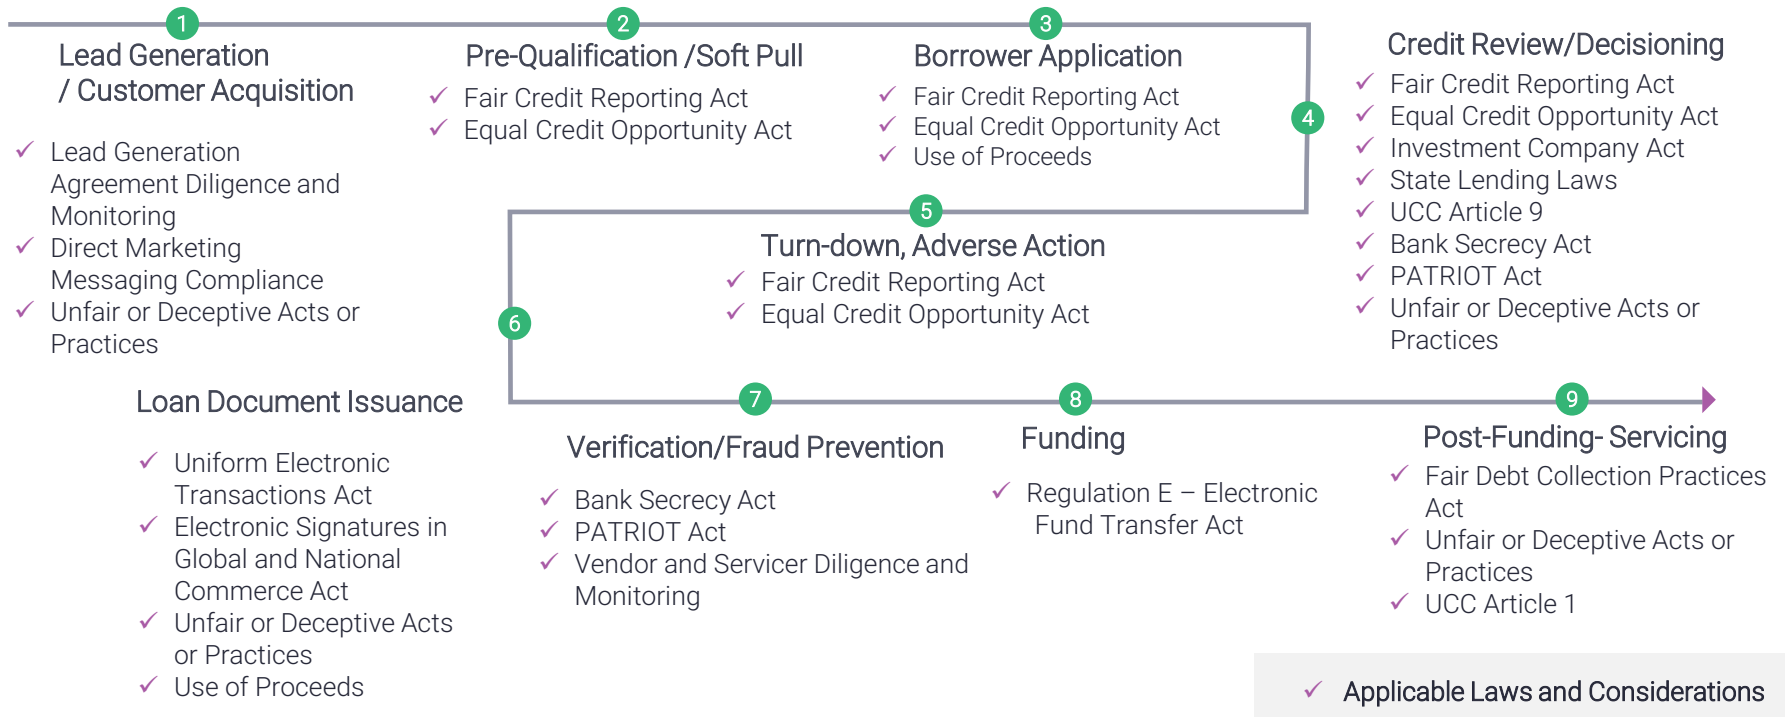 1
Lead Generation
/ Customer Acquisition
Lead Generation
Agreement Diligence and
Monitoring
Direct Marketing
Messaging Compliance
Unfair or Deceptive Acts or
Practices
2
Pre-Qualification /Soft Pull
Fair Credit Reporting Act
Equal Credit Opportunity Act
3
Borrower Application
Fair Credit Reporting Act
Equal Credit Opportunity Act
Use of Proceeds
4
Credit Review/Decisioning
Fair Credit Reporting Act
Equal Credit Opportunity Act
Investment Company Act
State Lending Laws
UCC Article 9
Bank Secrecy Act
PATRIOT Act
Unfair or Deceptive Acts or
Practices
5
Turn-down, Adverse Action
Fair Credit Reporting Act
Equal Credit Opportunity Act
6
Loan Document Issuance
Uniform Electronic
Transactions Act
Electronic Signatures in
Global and National
Commerce Act
Unfair or Deceptive Acts
or Practices
Use of Proceeds
7
Verification/Fraud Prevention
Bank Secrecy Act
PATRIOT Act
Vendor and Servicer Diligence and
Monitoring
8
Funding
Regulation E – Electronic
Fund Transfer Act
9
Post-Funding- Servicing
Fair Debt Collection Practices
Act
Unfair or Deceptive Acts or
Practices
UCC Article 1
Applicable Laws and Considerations